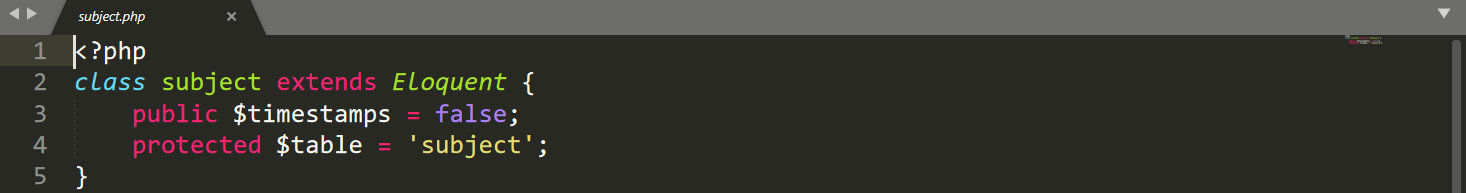 subject.php ×
1 <?php
2 class subject extends Eloquent {
3     public $timestamps = false;
4     protected $table = 'subject';
5 }